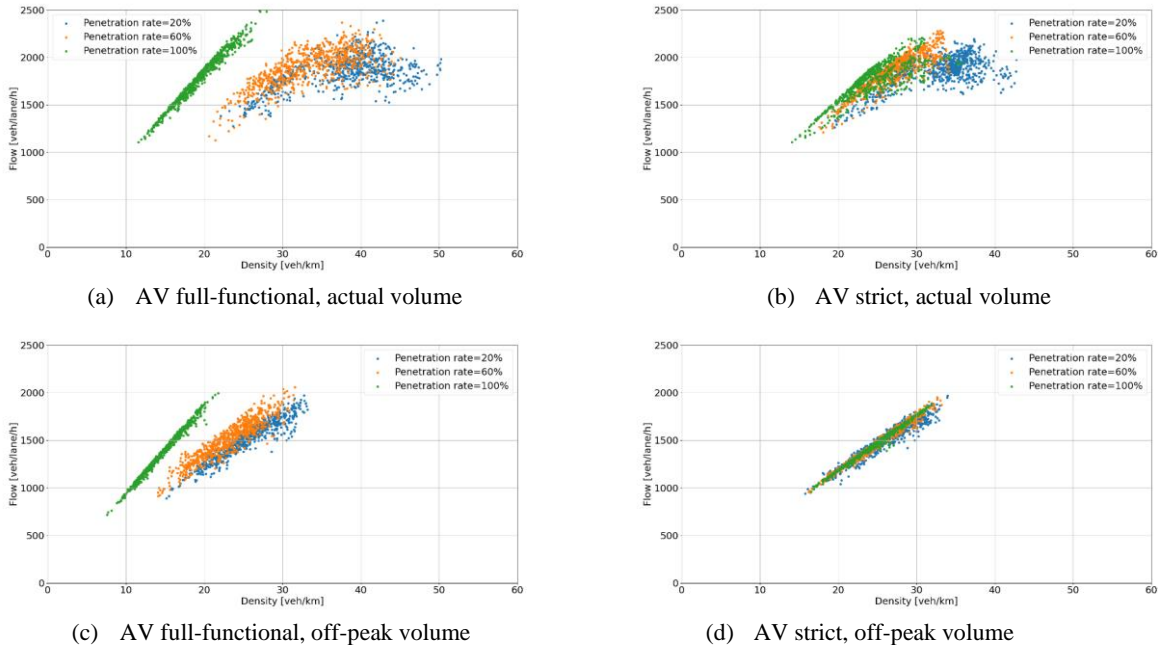 2500
2000
1500
1000
500
0
Flow [veh/lane/h]
Penetration rate=20%
Penetration rate=60%
Penetration rate=100%
0 10 20 30 40 50 60
Density [veh/km]
(a) AV full-functional, actual volume
2500
2000
1500
1000
500
0
Flow [veh/lane/h]
Penetration rate=20%
Penetration rate=60%
Penetration rate=100%
0 10 20 30 40 50 60
Density [veh/km]
(b) AV strict, actual volume
2500
2000
1500
1000
500
0
Flow [veh/lane/h]
Penetration rate=20%
Penetration rate=60%
Penetration rate=100%
0 10 20 30 40 50 60
Density [veh/km]
(c) AV full-functional, off-peak volume
2500
2000
1500
1000
500
0
Flow [veh/lane/h]
Penetration rate=20%
Penetration rate=60%
Penetration rate=100%
0 10 20 30 40 50 60
Density [veh/km]
(d) AV strict, off-peak volume